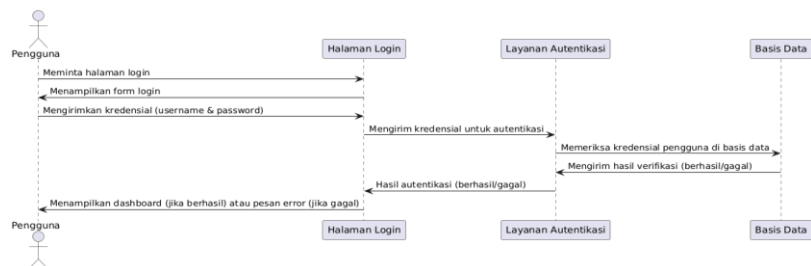 Pengguna
Halaman Login
Layanan Autentikasi
Basis Data
Meminta halaman login
Menampilkan form login
Mengirimkan kredensial (username & password)
Mengirim kredensial untuk autentikasi
Memeriksa kredensial pengguna di basis data
Mengirim hasil verifikasi (berhasil/gagal)
Hasil autentikasi (berhasil/gagal)
Menampilkan dashboard (jika berhasil) atau pesan error (jika gagal)
Pengguna
Halaman Login
Layanan Autentikasi
Basis Data